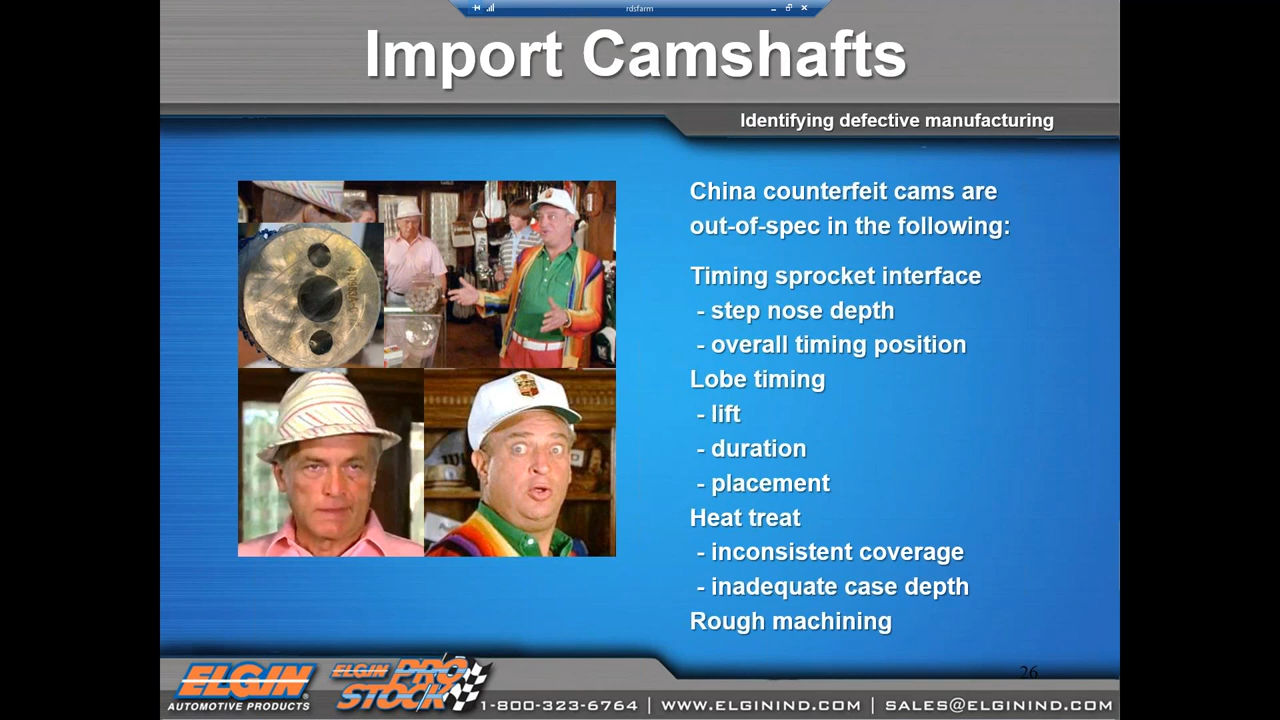 rdsfarm
Import Camshafts
Identifying defective manufacturing
China counterfeit cams are
out-of-spec in the following:
Timing sprocket interface
- step nose depth
- overall timing position
Lobe timing
- lift
- duration
- placement
Heat treat
- inconsistent coverage
- inadequate case depth
Rough machining
26
ELGIN
AUTOMOTIVE PRODUCTS
ELGIN PRO
STOCK
1-800-323-6764 | WWW.ELGININD.COM | SALES@ELGININD.COM